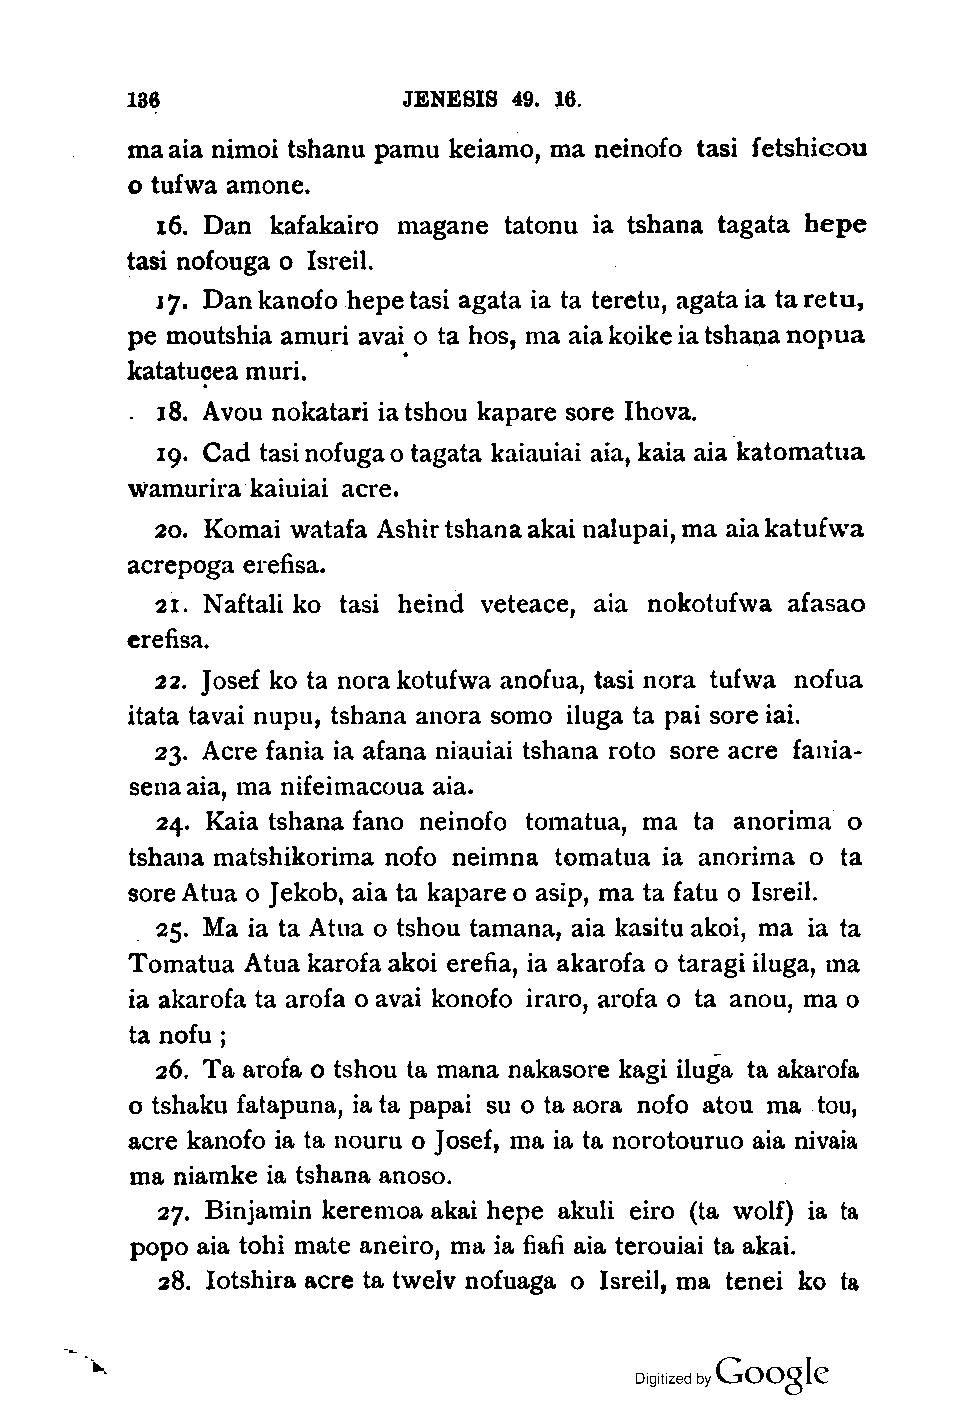 136 JENESIS 49. 16.
ma aia nimoi tshanu pamu keiamo, ma neinofo tasi fetshicou
o tufwa amone.
16. Dan kafakairo magane tatonu ia tshana tagata hepe
tasi nofouga o Isreil.
17. Dan kanofo hepe tasi agata ia ta teretu, agata ia ta retu,
pe moutshia amuri avai o ta hos, ma aia koike ia tshana nopua
katatucea muri.
18. Avou nokatari ia tshou kapare sore Ihova.
19. Cad tasi nofuga o tagata kaiauiai aia, kaia aia katomatua
wamurira kaiuiai acre.
20. Komai watafa Ashir tshana akai nalupai, ma aia katufwa
acrepoga erefisa.
21. Naftali ko tasi heind veteace, aia nokotufwa afasao
erefisa.
22. Josef ko ta nora kotufwa anofua, tasi nora tufwa nofua
itata tavai nupu, tshana anora somo iluga ta pai sore iai.
23. Acre fania ia afana niauiai tshana roto sore acre fania-
sena aia, ma nifeimacoua aia.
24. Kaia tshana fano neinofo tomatua, ma ta anorima o
tshana matshikorima nofo neimna tomatua ia anorima o ta
sore Atua o Jekob, aia ta kapare o asip, ma ta fatu o Isreil.
25. Ma ia ta Atua o tshou tamana, aia kasitu akoi, ma ia ta
Tomatua Atua karofa akoi erefia, ia akarofa o taragi iluga, ma
ia akarofa ta arofa o avai konofo iraro, arofa o ta anou, ma o
ta nofu ;
26. Ta arofa o tshou ta mana nakasore kagi iluga ta akarofa
o tshaku fatapuna, ia ta papai su o ta aora nofo atou ma tou,
acre kanofo ia ta nouru o Josef, ma ia ta norotouruo aia nivaia
ma niamke ia tshana anoso.
27. Binjamin keremoa akai hepe akuli eiro (ta wolf) ia ta
popo aia tohi mate aneiro, ma ia fiafi aia terouiai ta akai.
28. Iotshira acre ta twelv nofuaga o Isreil, ma tenei ko ta
Digitized by Google